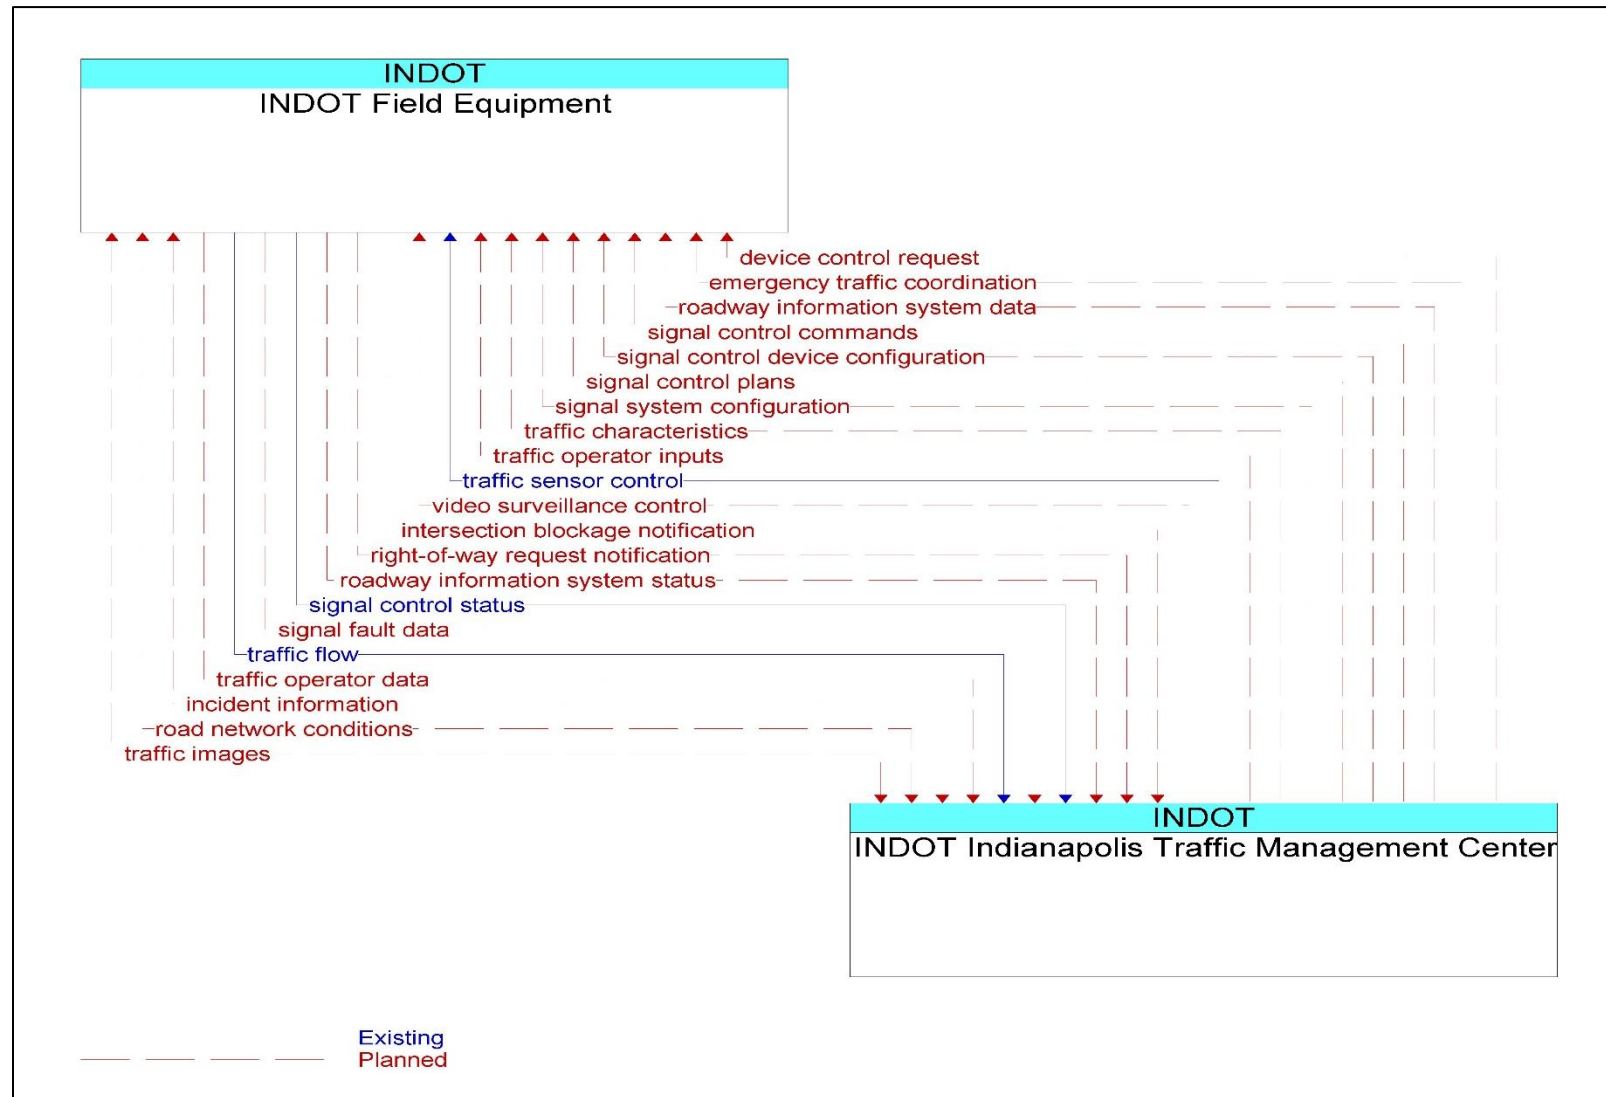 INDOT
INDOT Field Equipment
device control request
emergency traffic coordination
roadway information system data
signal control commands
signal control device configuration
signal control plans
signal system configuration
traffic characteristics
traffic operator inputs
traffic sensor control
video surveillance control
intersection blockage notification
right-of-way request notification
roadway information system status
signal control status
signal fault data
traffic flow
traffic operator data
incident information
road network conditions
traffic images
INDOT
INDOT Indianapolis Traffic Management Center
Existing
Planned